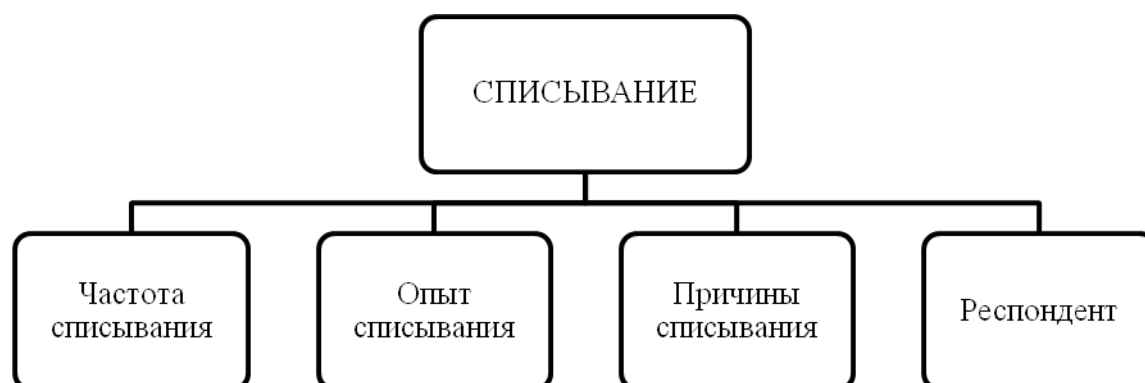 СПИСЫВАНИЕ
Частота
списывания
Опыт
списывания
Причины
списывания
Респондент